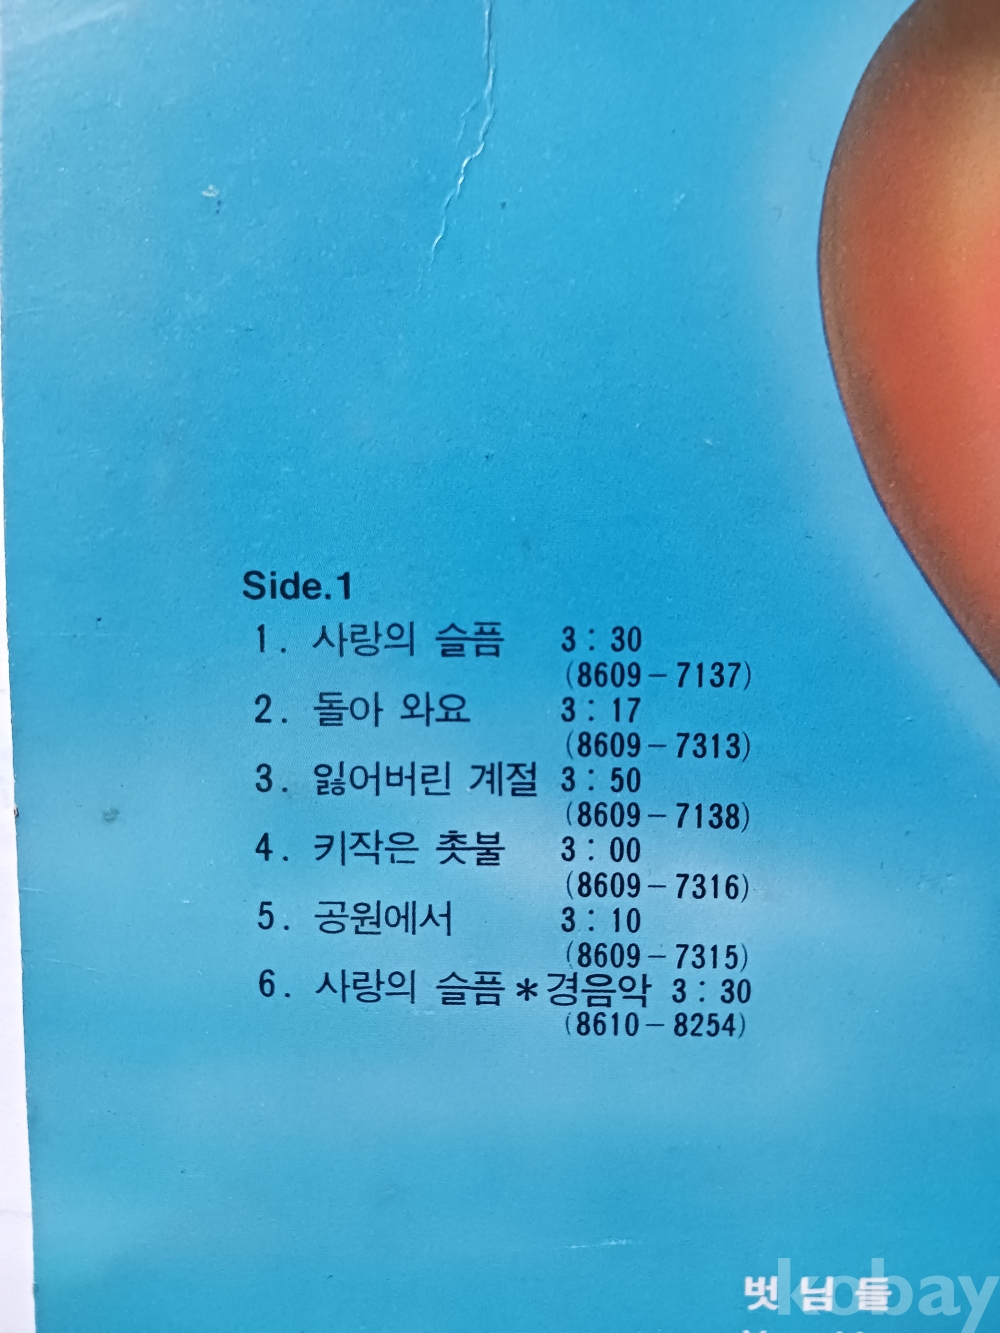 Side.1
1. 사랑의 슬픔 3:30
(8609-7137)
2. 돌아 와요 3:17
(8609-7313)
3. 잃어버린 계절 3:50
(8609-7138)
4. 키작은 촛불 3:00
(8609-7316)
5. 공원에서 3:10
(8609-7315)
6. 사랑의 슬픔*경음악 3:30
(8610-8254)
벗님들
kobay